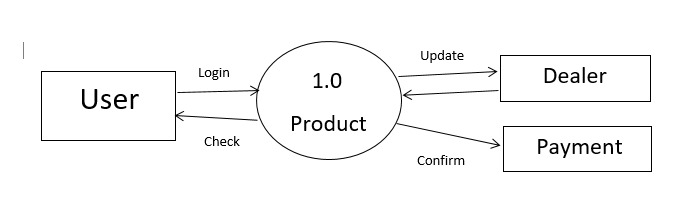 User
Login
Check
1.0
Product
Update
Confirm
Dealer
Payment